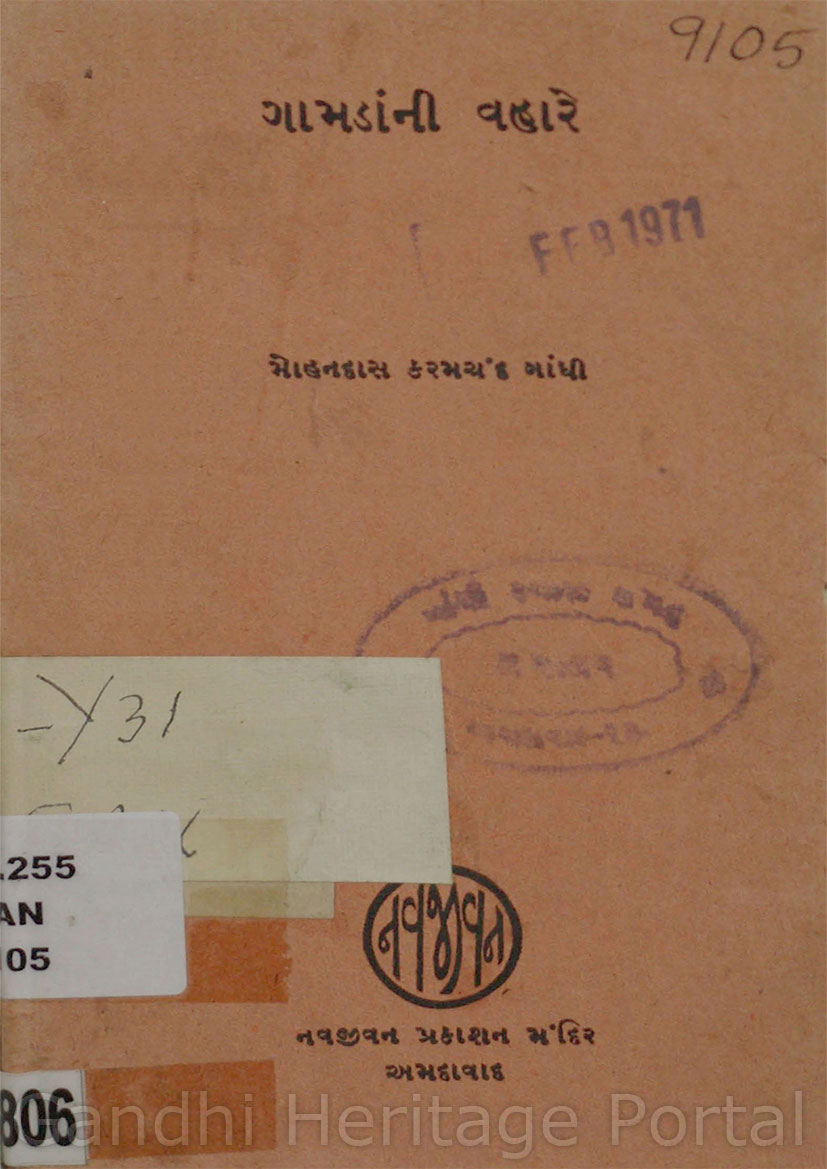 9105
ગામડાંની વહારે
FEB 1971
મોહનદાસ કરમચંદ ગાંધી
-Y31
.255
AN
105
નવજીવન
નવજીવન પ્રકાશન મંદિર
અમદાવાદ
806
Gandhi Heritage Portal